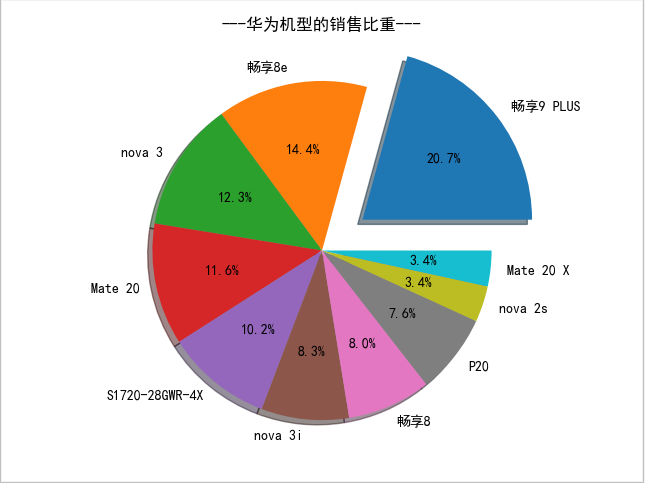 ---华为机型的销售比重---
畅享8e
畅享9 PLUS
14.4%
20.7%
nova 3
12.3%
Mate 20
11.6%
3.4%
Mate 20 X
3.4%
nova 2s
7.6%
10.2%
8.3%
8.0%
P20
S1720-28GWR-4X
畅享8
nova 3i